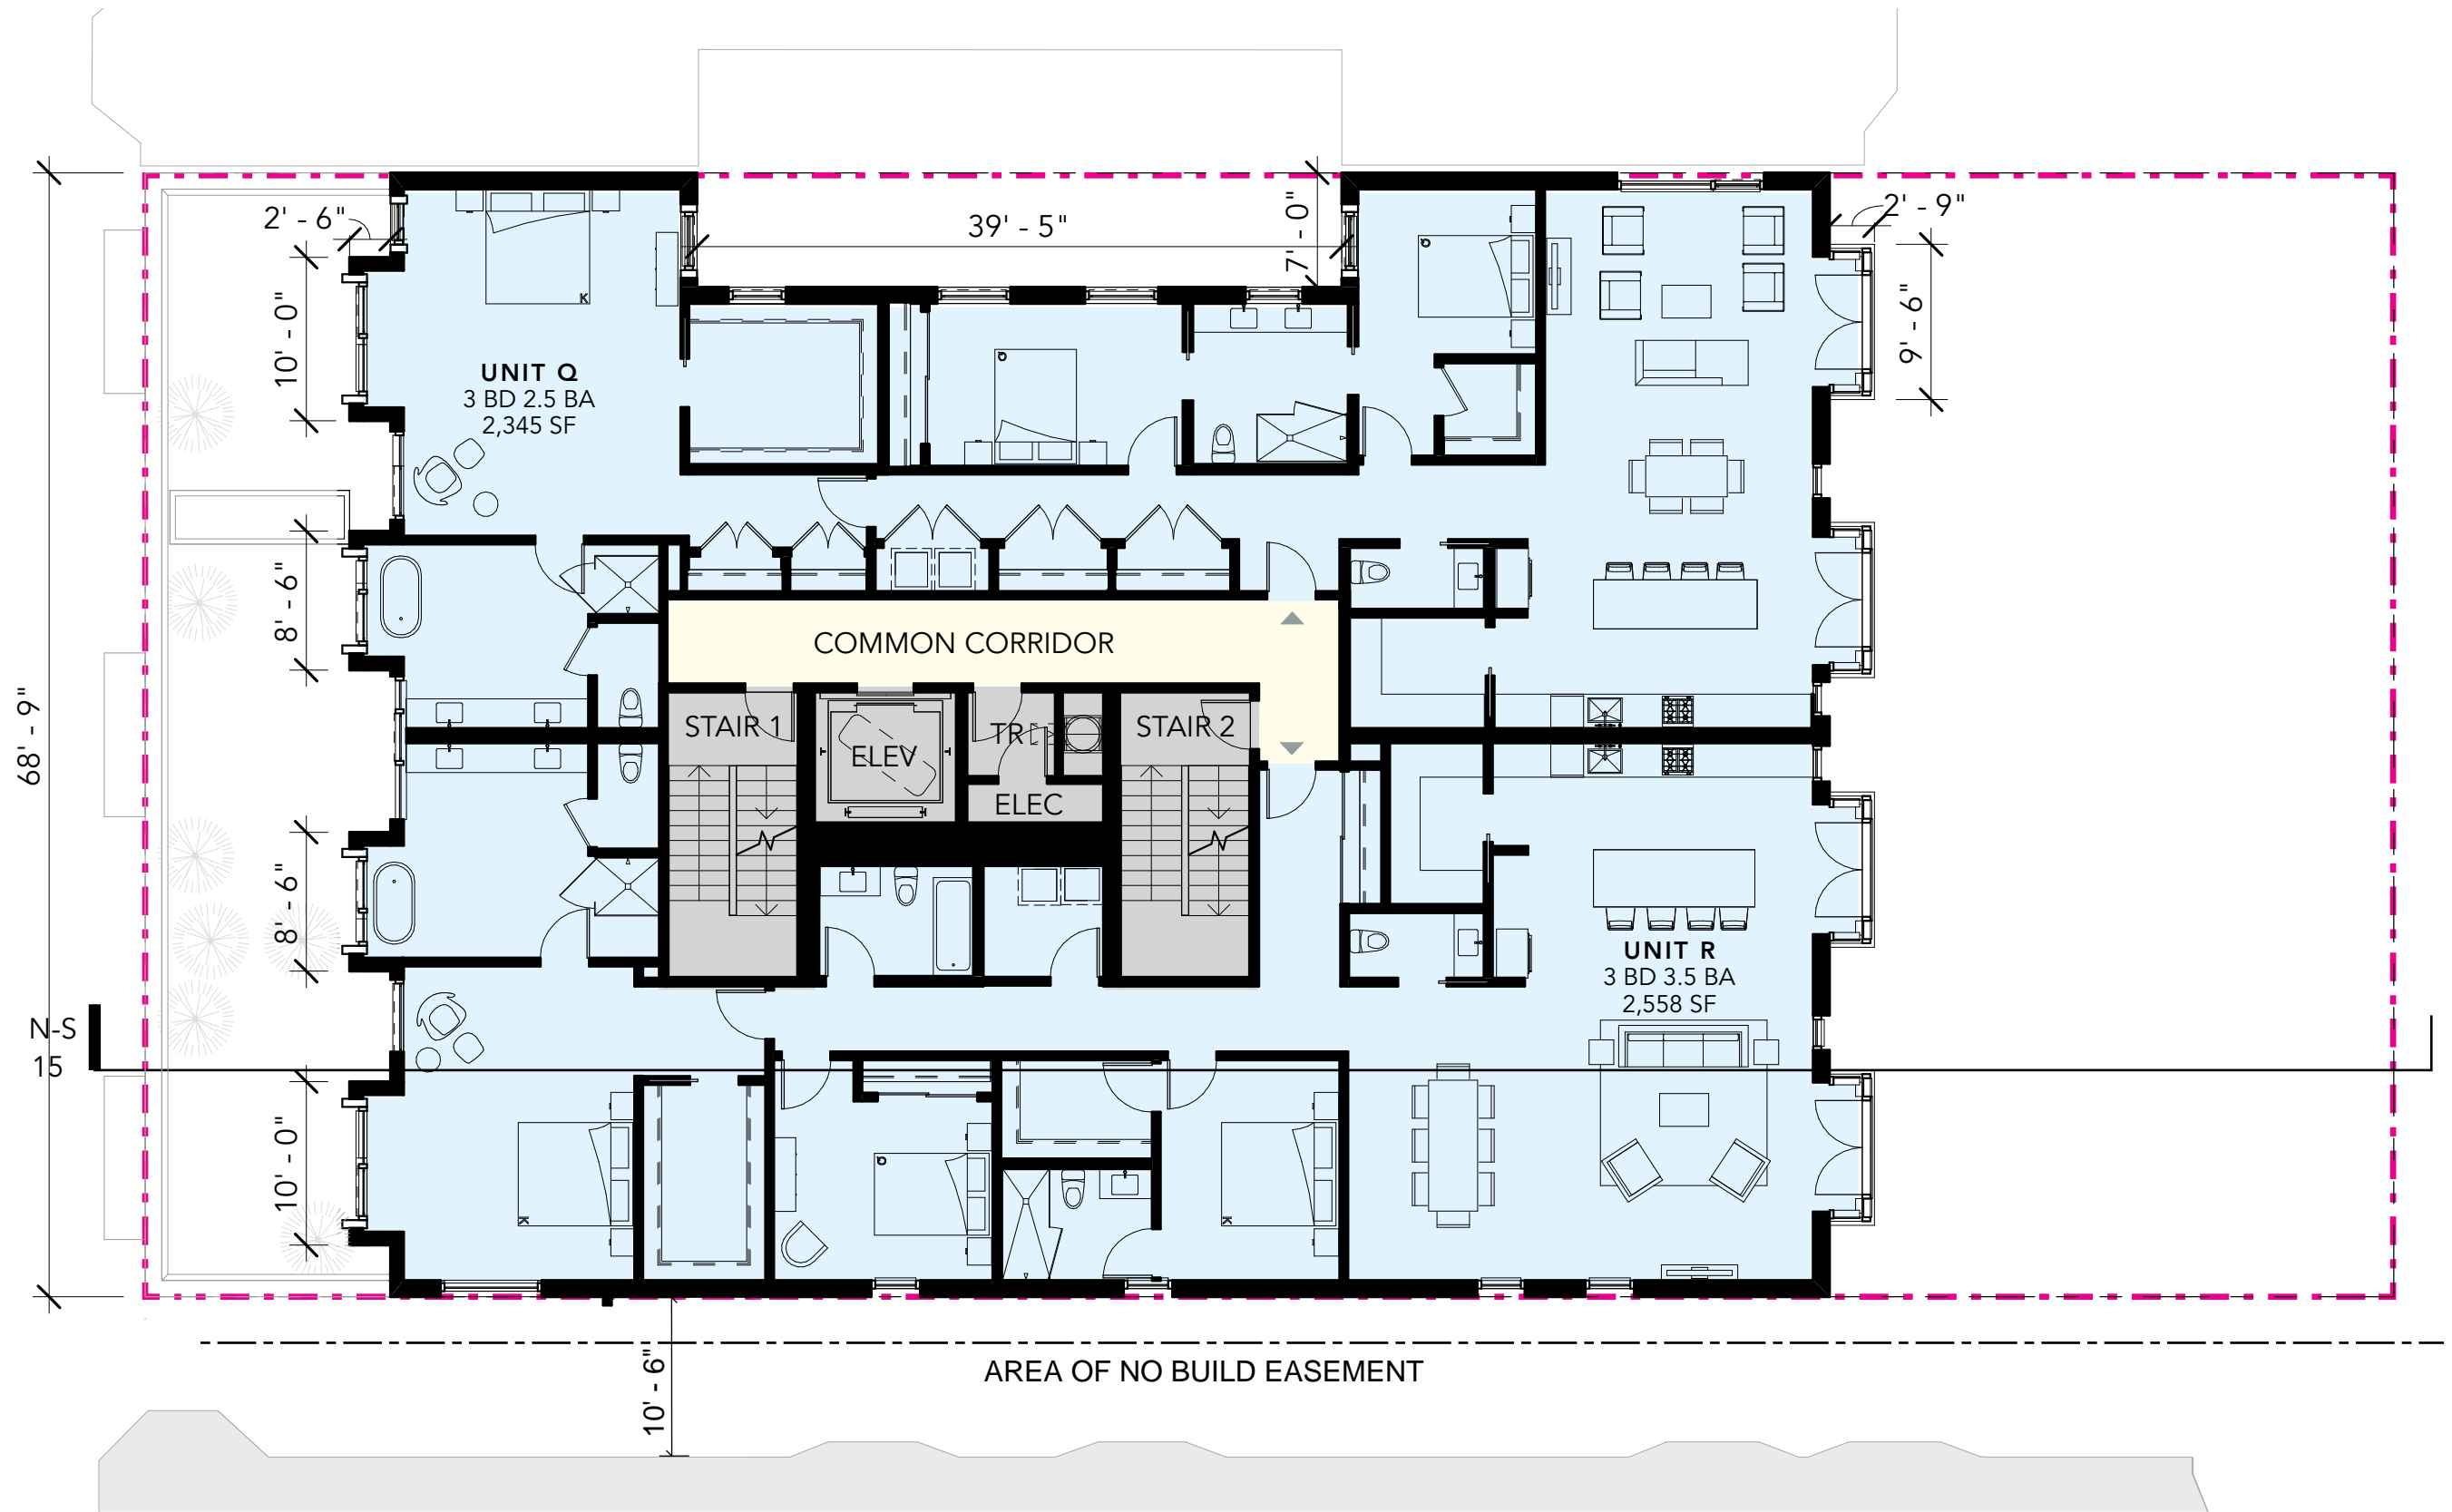 2' - 6"
39' - 5"
7' - 0"
2' - 9"
10' - 0"
9' - 6"
K
Q
Q
UNIT Q
3 BD 2.5 BA
2,345 SF
8' - 6"
COMMON CORRIDOR
68' - 9"
STAIR 1
ELEV
TR
STAIR 2
ELEC
8' - 6"
UNIT R
3 BD 3.5 BA
2,558 SF
N-S
15
10' - 0"
Q
K
K
10' - 6"
AREA OF NO BUILD EASEMENT